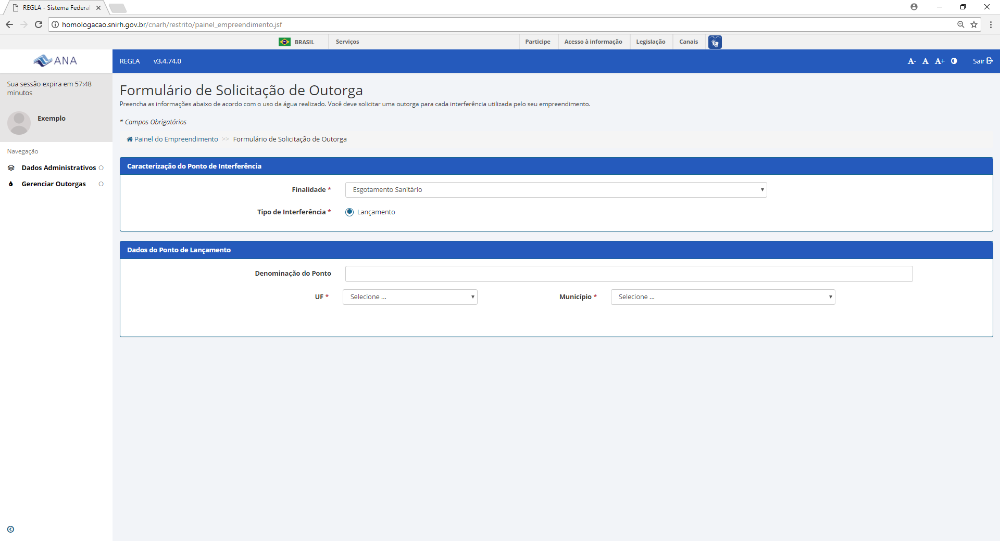 REGLA - Sistema Federal
homologacao.snirh.gov.br/cnarh/restrito/painel_empreendimento.jsf
BRASIL
Serviços
Participe
Acesso à informação
Legislação
Canais
ANA
REGLA v3.4.74.0
A- A A+
Sair
Sua sessão expira em 57:48
minutos
Exemplo
Navegação
Dados Administrativos
Gerenciar Outorgas
Formulário de Solicitação de Outorga
Preencha as informações abaixo de acordo com o uso da água realizado. Você deve solicitar uma outorga para cada interferência utilizada pelo seu empreendimento.
* Campos Obrigatórios
Painel do Empreendimento >> Formulário de Solicitação de Outorga
Caracterização do Ponto de Interferência
Finalidade * Esgotamento Sanitário
Tipo de Interferência * Lançamento
Dados do Ponto de Lançamento
Denominação do Ponto
UF * Selecione ... Município * Selecione ...